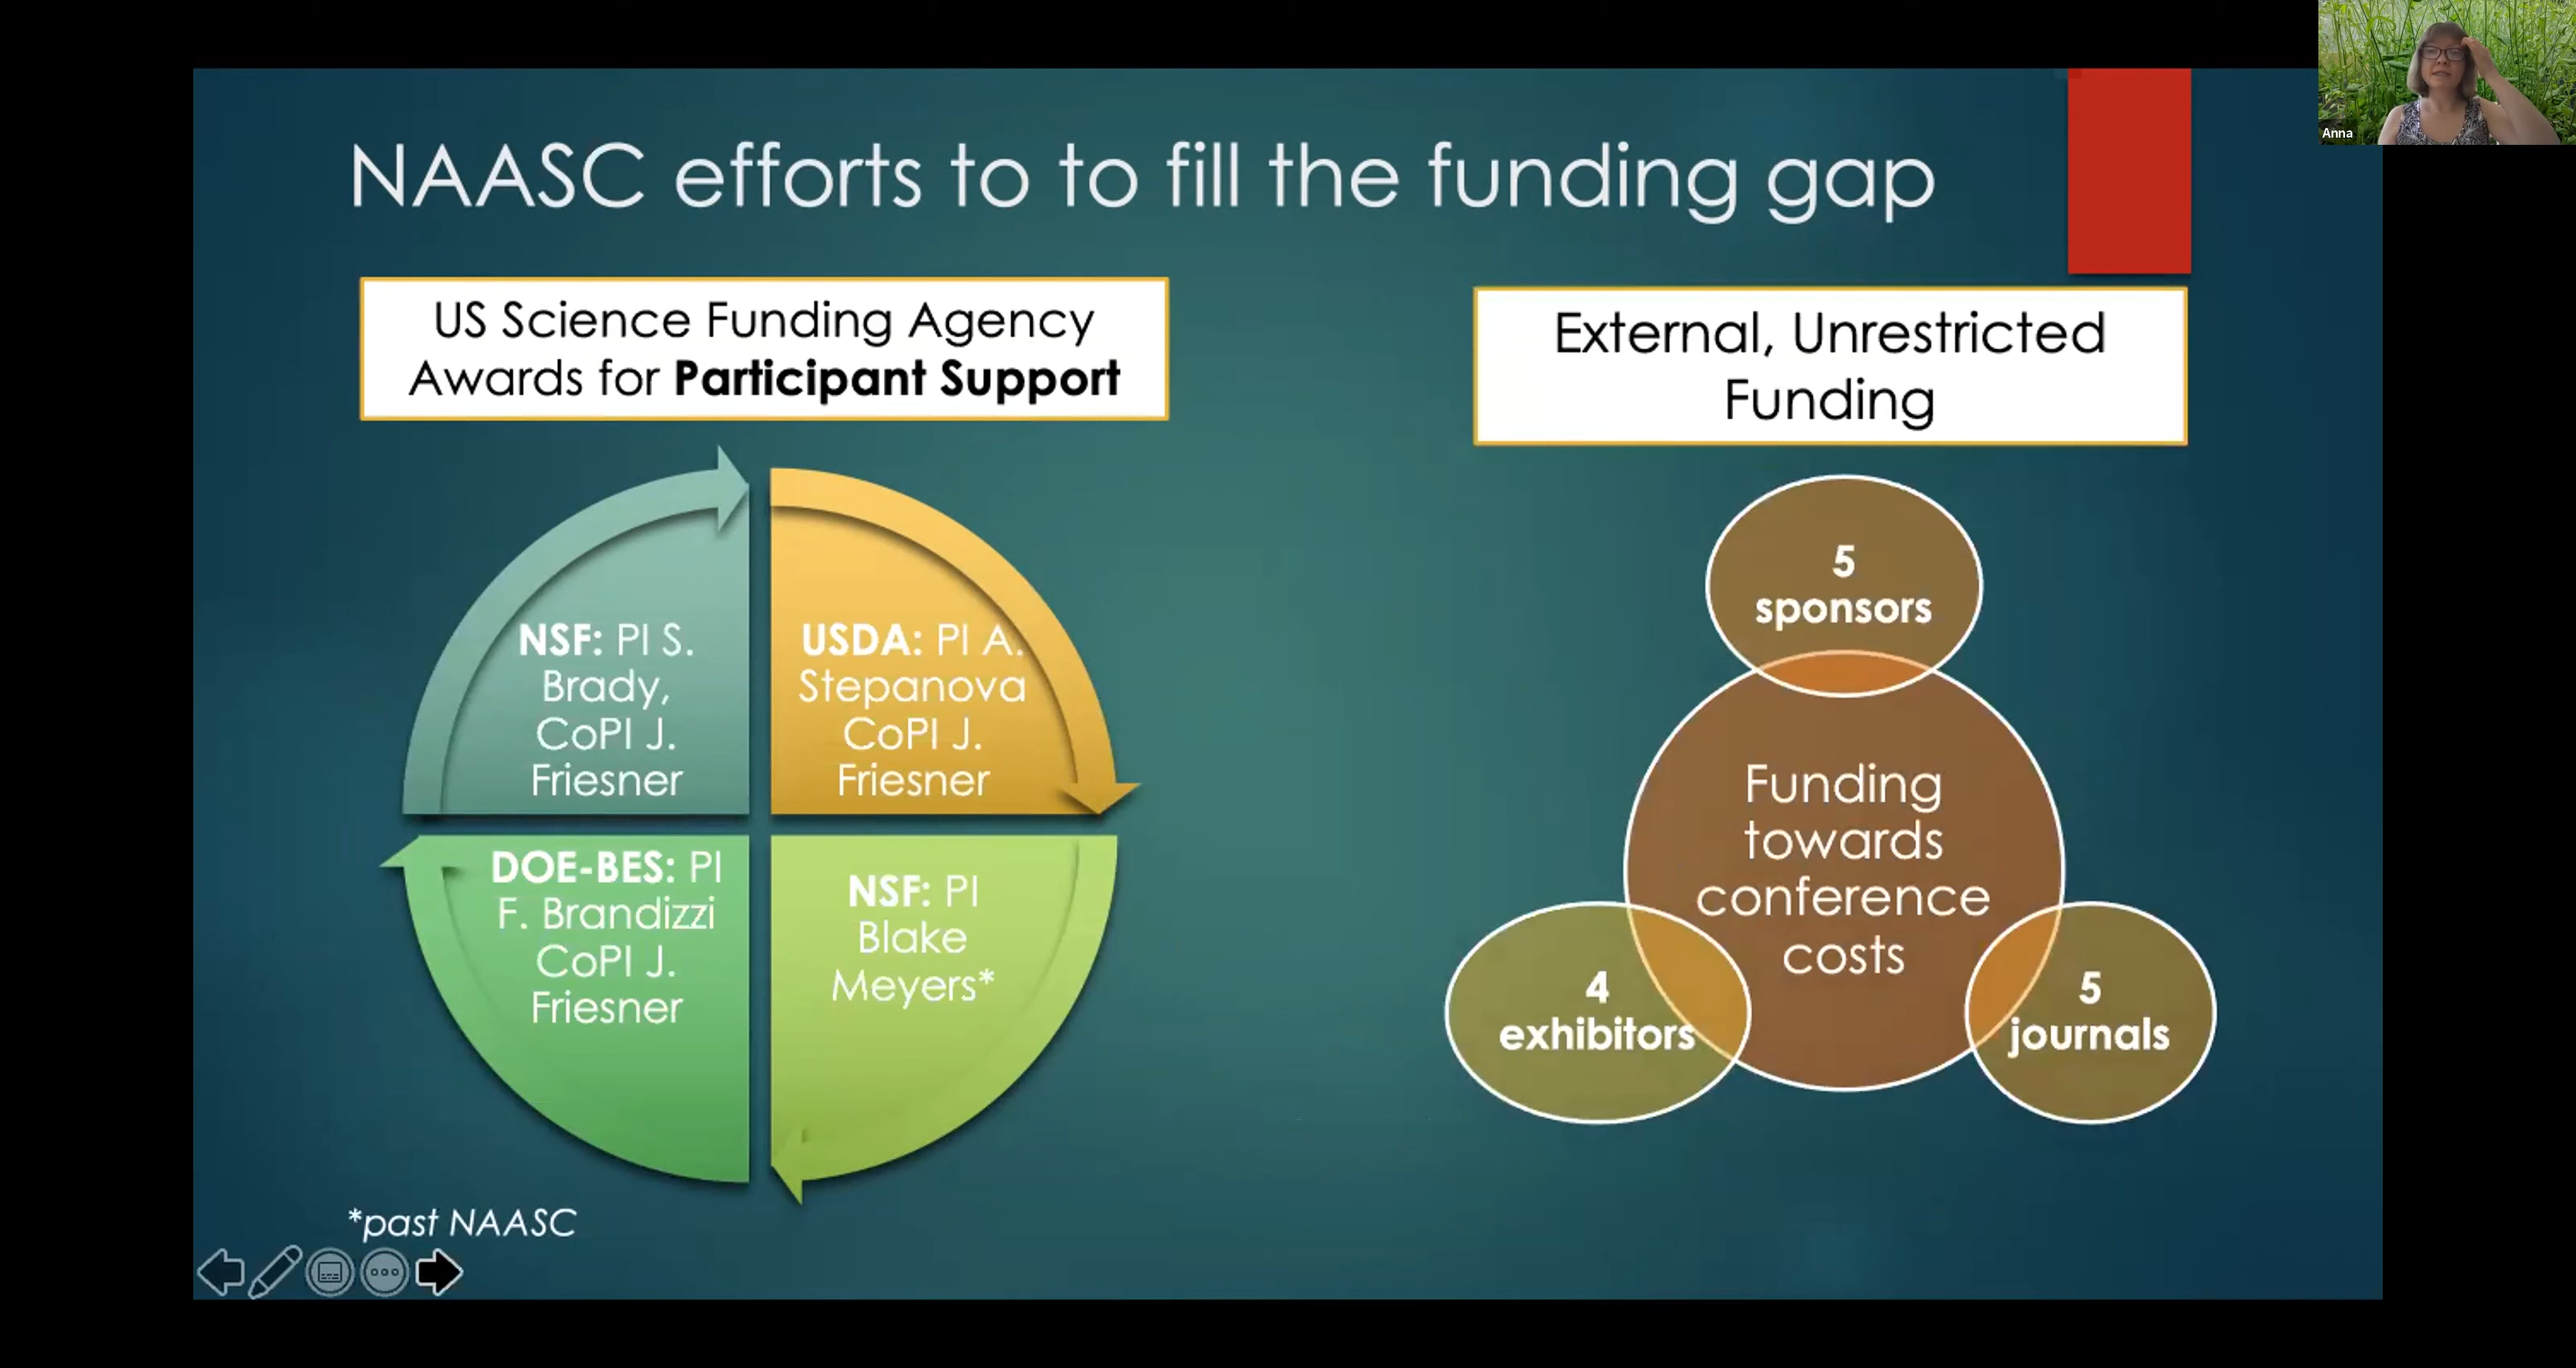 NAASC efforts to to fill the funding gap
US Science Funding Agency
Awards for Participant Support
NSF: PI S.
Brady,
CoPI J.
Friesner
USDA: PI A.
Stepanova
CoPI J.
Friesner
DOE-BES: PI
F. Brandizzi
CoPI J.
Friesner
NSF: PI
Blake
Meyers*
*past NAASC
External, Unrestricted
Funding
5
sponsors
Funding
towards
conference
costs
4
exhibitors
5
journals
Anna